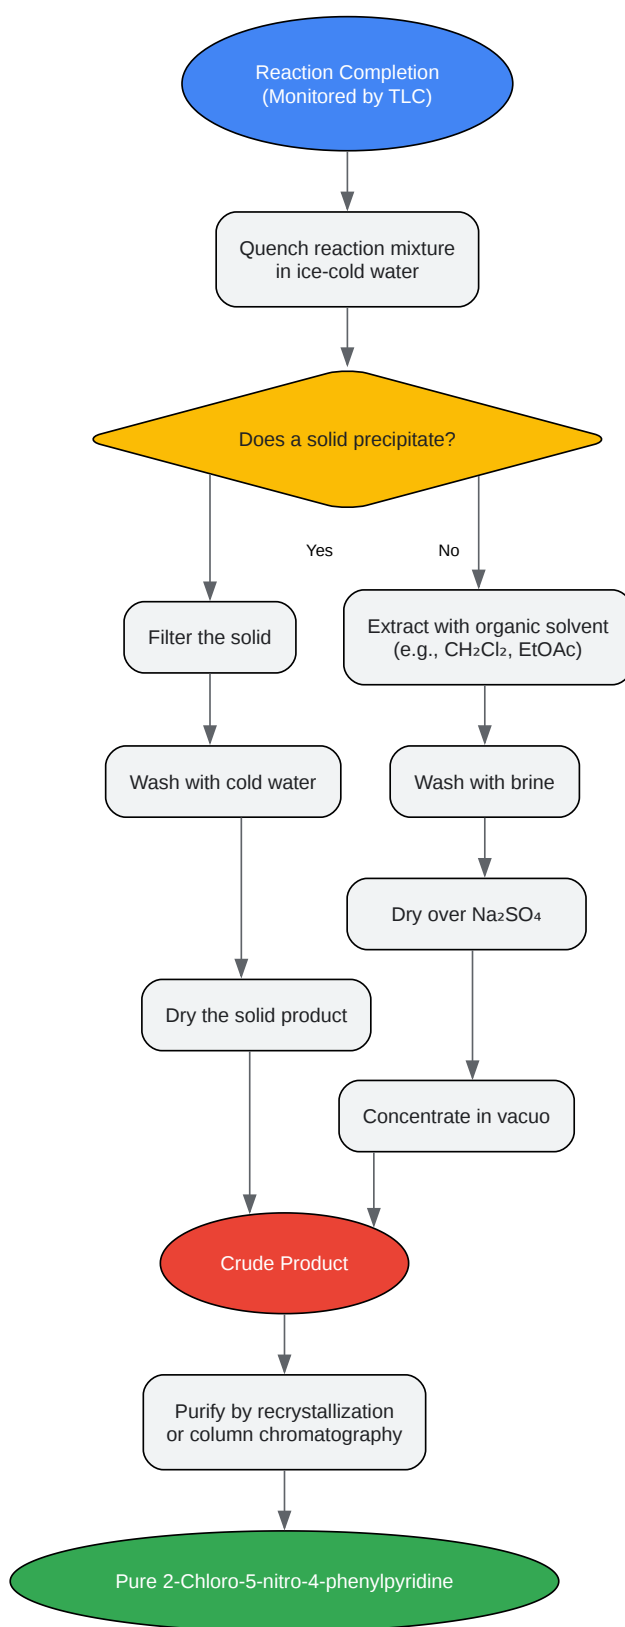 Reaction Completion
(Monitored by TLC)
Quench reaction mixture
in ice-cold water
Does a solid precipitate?
Yes
No
Filter the solid
Extract with organic solvent
(e.g., CH₂Cl₂, EtOAc)
Wash with cold water
Wash with brine
Dry over Na₂SO₄
Dry the solid product
Concentrate in vacuo
Crude Product
Purify by recrystallization
or column chromatography
Pure 2-Chloro-5-nitro-4-phenylpyridine